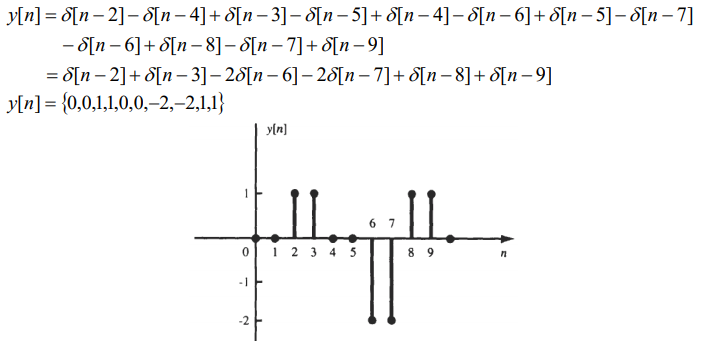 y[n] = δ[n−2]−δ[n−4]+δ[n−3]−δ[n−5]+δ[n−4]−δ[n−6]+δ[n−5]−δ[n−7]
−δ[n−6]+δ[n−8]−δ[n−7]+δ[n−9]
= δ[n−2]+δ[n−3]−2δ[n−6]−2δ[n−7]+δ[n−8]+δ[n−9]
y[n] = {0,0,1,1,0,0,−2,−2,1,1}
y[n]
1
6 7
0 1 2 3 4 5 8 9 n
-1
-2